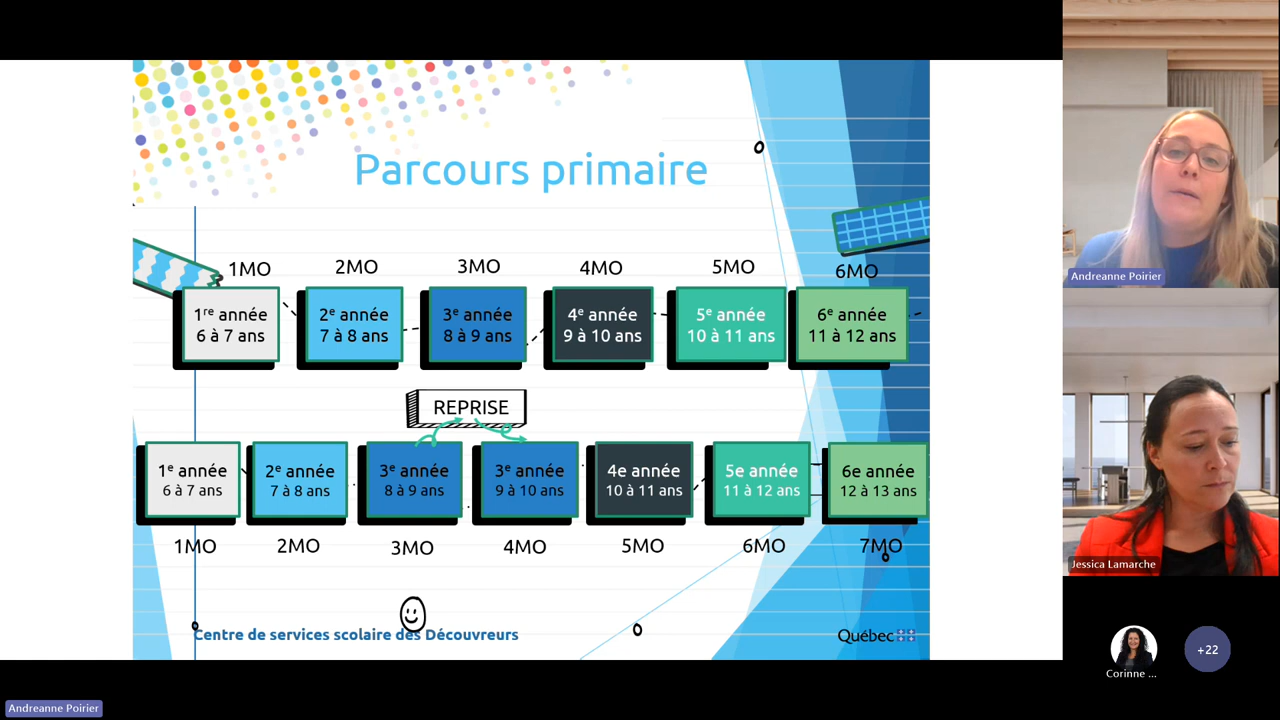 Parcours primaire
1MO
2MO
3MO
4MO
5MO
6MO
1re année
6 à 7 ans
2e année
7 à 8 ans
3e année
8 à 9 ans
4e année
9 à 10 ans
5e année
10 à 11 ans
6e année
11 à 12 ans
REPRISE
1e année
6 à 7 ans
2e année
7 à 8 ans
3e année
8 à 9 ans
3e année
9 à 10 ans
4e année
10 à 11 ans
5e année
11 à 12 ans
6e année
12 à 13 ans
1MO
2MO
3MO
4MO
5MO
6MO
7MO
Centre de services scolaire des Découvreurs
Québec
Andreanne Poirier
Jessica Lamarche
Corinne ...
+22
Andreanne Poirier